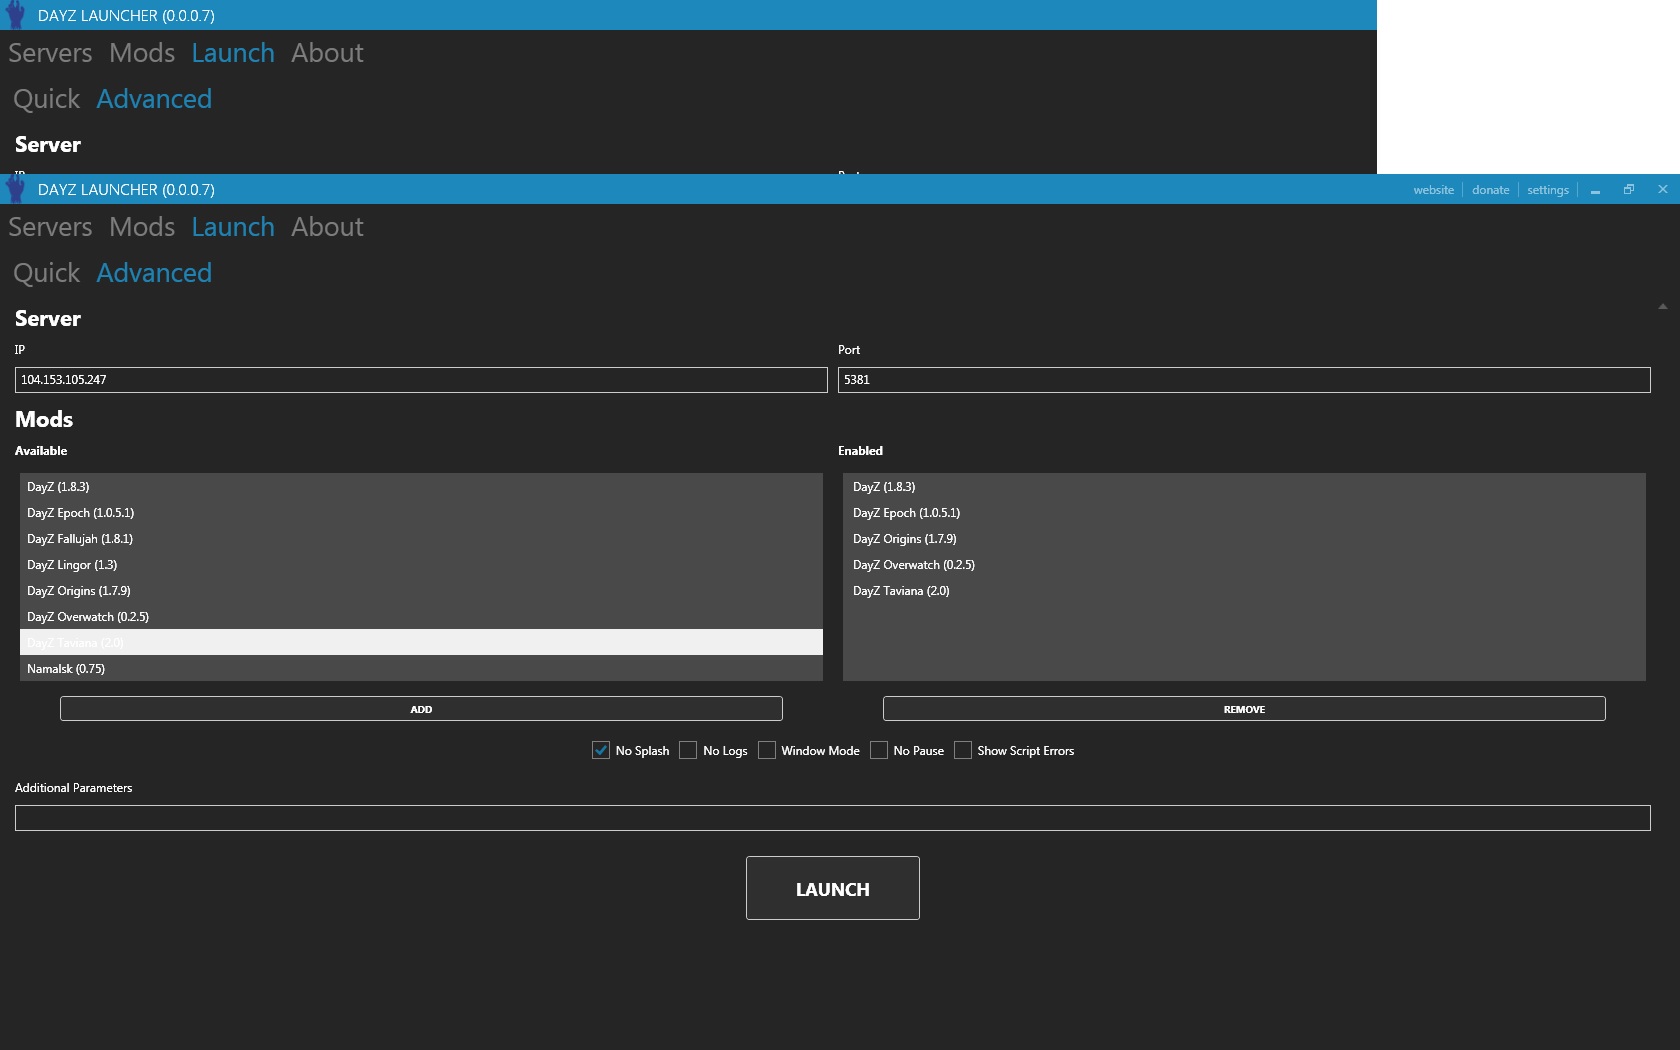 DAYZ LAUNCHER (0.0.0.7)
Servers Mods Launch About
Quick Advanced
Server
DAYZ LAUNCHER (0.0.0.7) website donate settings
Servers Mods Launch About
Quick Advanced
Server
IP Port
104.153.105.247 5381
Mods
Available Enabled
DayZ (1.8.3) DayZ (1.8.3)
DayZ Epoch (1.0.5.1) DayZ Epoch (1.0.5.1)
DayZ Fallujah (1.8.1) DayZ Origins (1.7.9)
DayZ Lingor (1.3) DayZ Overwatch (0.2.5)
DayZ Origins (1.7.9) DayZ Taviana (2.0)
DayZ Overwatch (0.2.5)
DayZ Taviana (2.0)
Namalsk (0.75)
ADD REMOVE
No Splash No Logs Window Mode No Pause Show Script Errors
Additional Parameters
LAUNCH